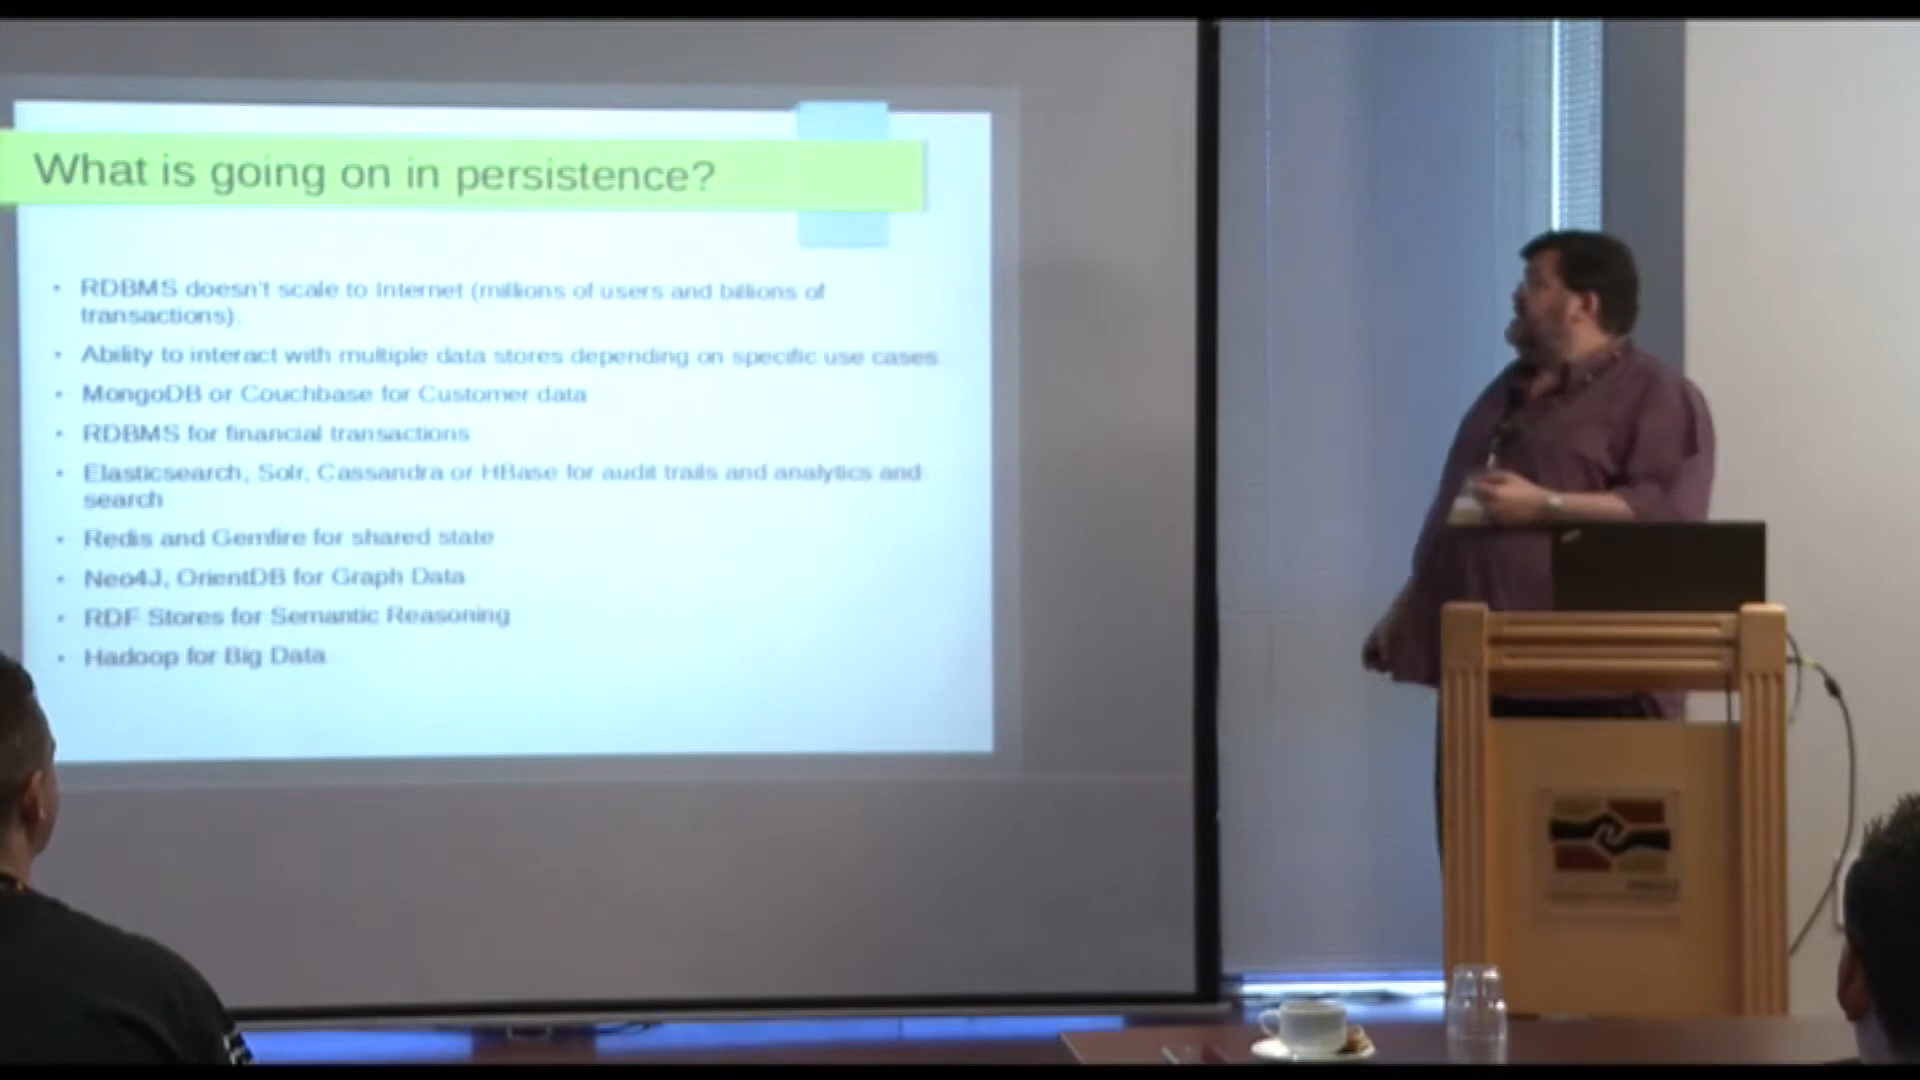 What is going on in persistence?
• RDBMS doesn't scale to Internet (millions of users and billions of
transactions).
• Ability to interact with multiple data stores depending on specific use cases
• MongoDB or Couchbase for Customer data
• RDBMS for financial transactions
• Elasticsearch, Solr, Cassandra or HBase for audit trails and analytics and
search
• Redis and Gemfire for shared state
• Neo4J, OrientDB for Graph Data
• RDF Stores for Semantic Reasoning
• Hadoop for Big Data